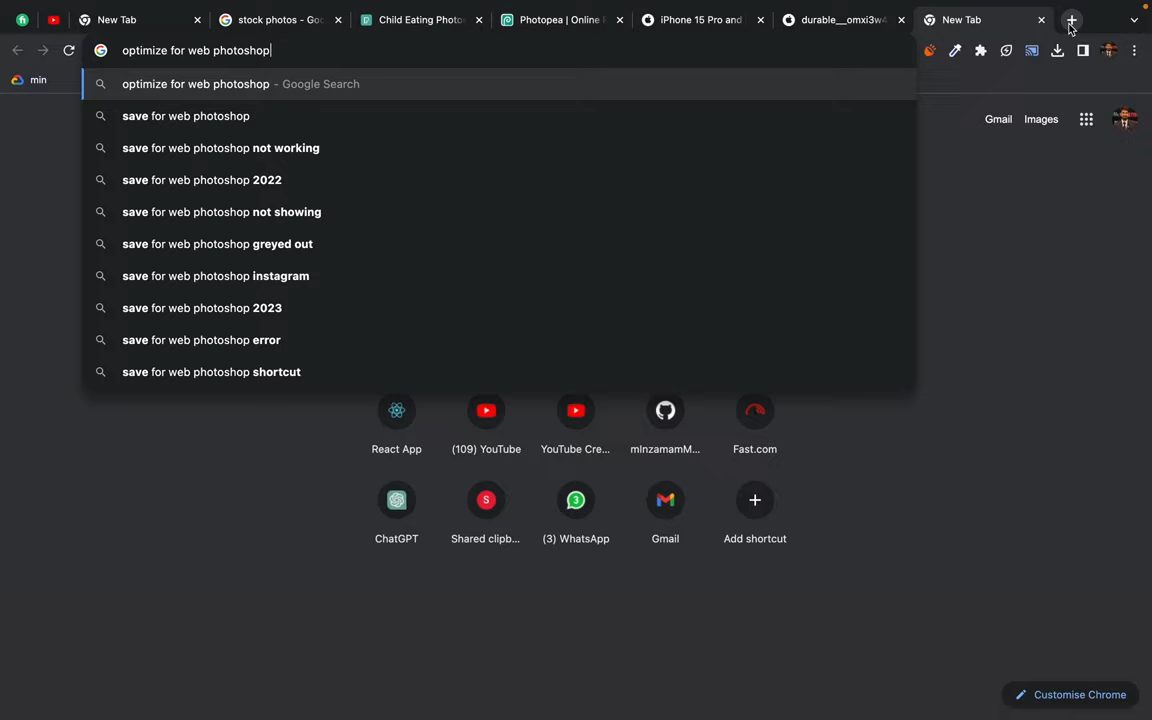 New Tab
stock photos - Goo
Child Eating Photo
Photopea | Online
iPhone 15 Pro and
durable__omxi3w4
New Tab
optimize for web photoshop
min
optimize for web photoshop - Google Search
save for web photoshop
save for web photoshop not working
save for web photoshop 2022
save for web photoshop not showing
save for web photoshop greyed out
save for web photoshop instagram
save for web photoshop 2023
save for web photoshop error
save for web photoshop shortcut
Gmail Images
React App
(109) YouTube
YouTube Cre...
mInzamamM...
Fast.com
S
3
ChatGPT
Shared clipb...
(3) WhatsApp
Gmail
Add shortcut
Customise Chrome